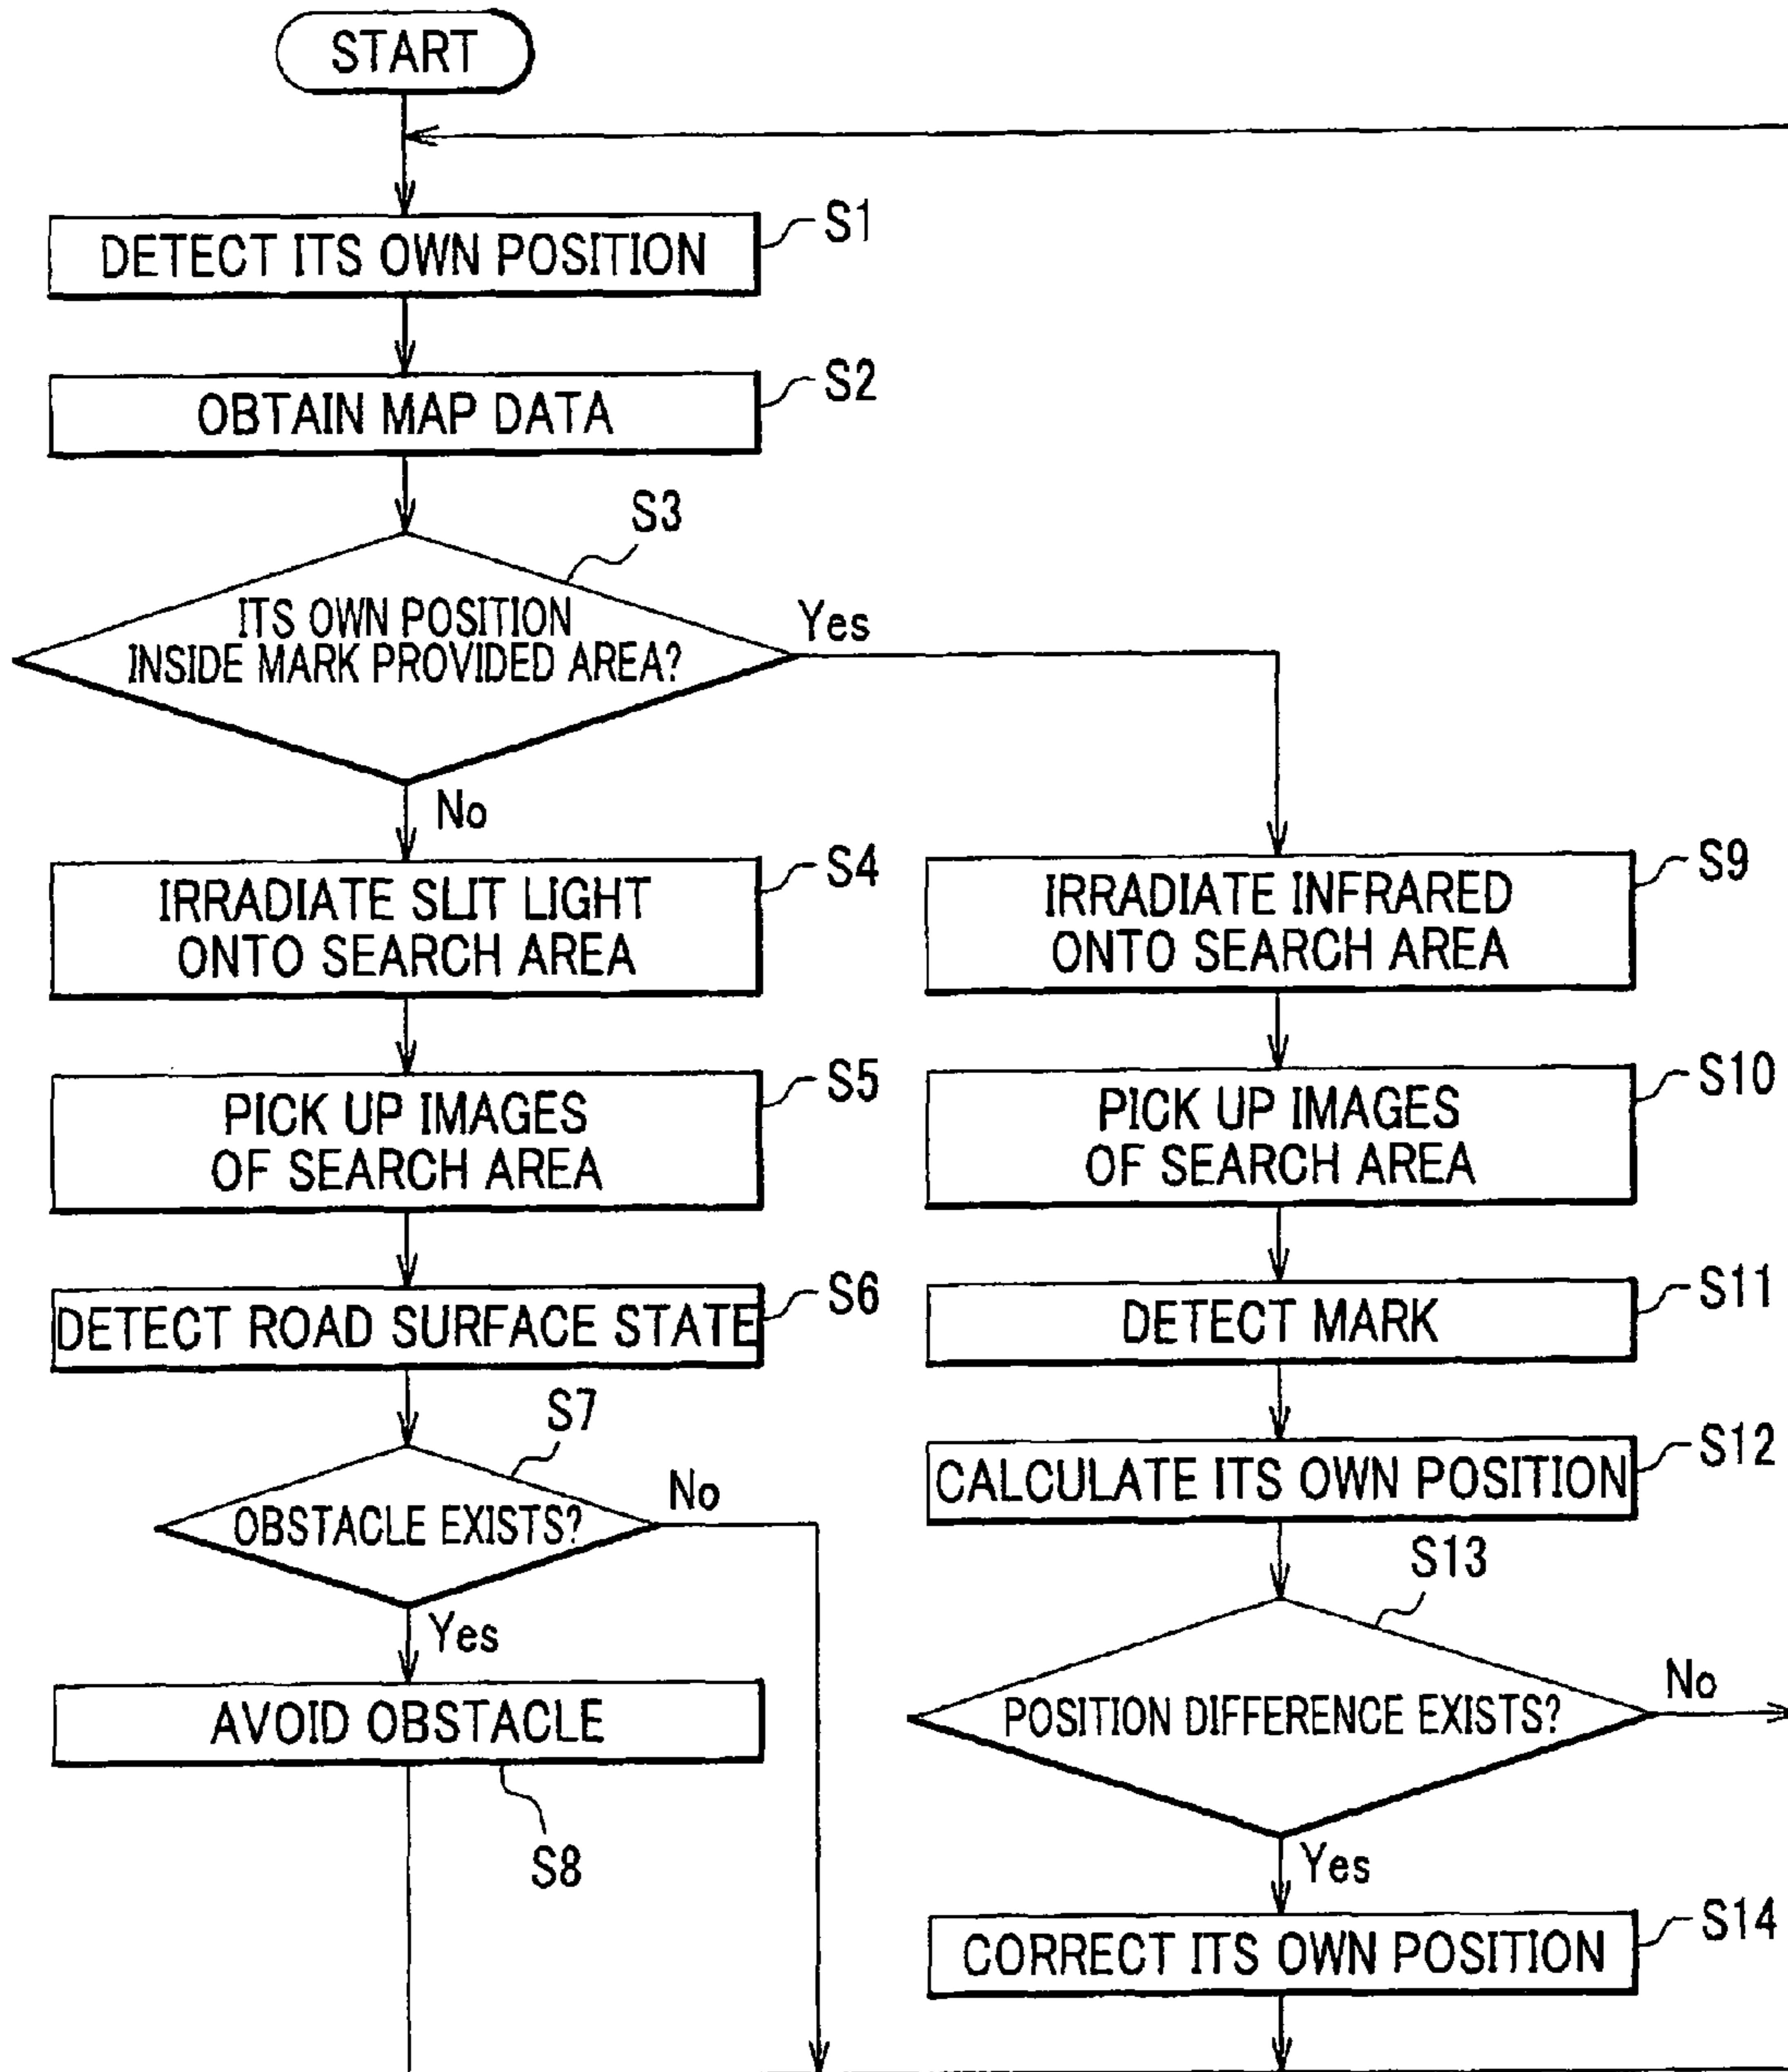 START
DETECT ITS OWN POSITION
S1
OBTAIN MAP DATA
S2
S3
ITS OWN POSITION
INSIDE MARK PROVIDED AREA?
Yes
No
IRRADIATE SLIT LIGHT
ONTO SEARCH AREA
S4
PICK UP IMAGES
OF SEARCH AREA
S5
DETECT ROAD SURFACE STATE
S6
S7
OBSTACLE EXISTS?
No
Yes
AVOID OBSTACLE
S8
IRRADIATE INFRARED
ONTO SEARCH AREA
S9
PICK UP IMAGES
OF SEARCH AREA
S10
DETECT MARK
S11
CALCULATE ITS OWN POSITION
S12
S13
POSITION DIFFERENCE EXISTS?
No
Yes
CORRECT ITS OWN POSITION
S14